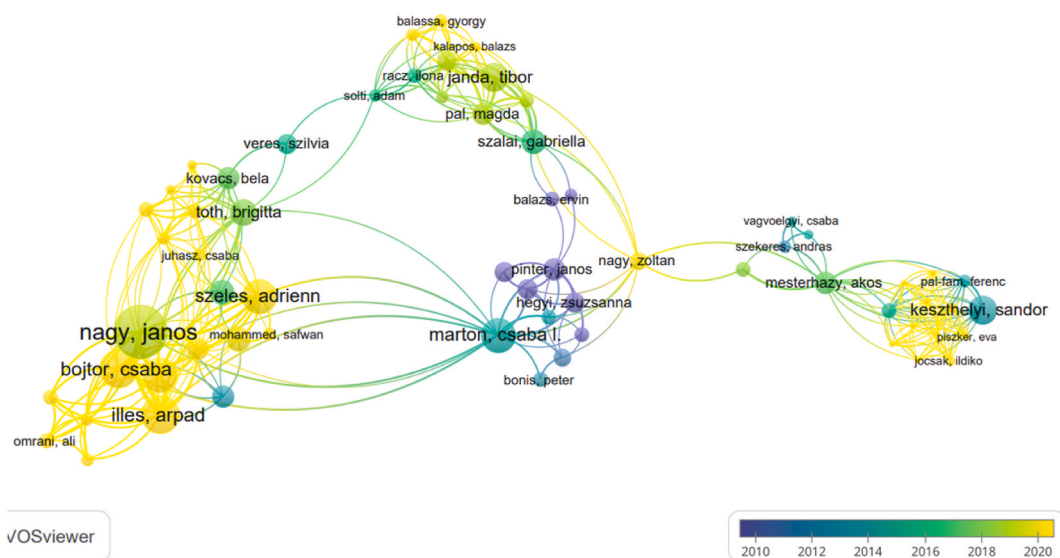 balassa, gyorgy
kalapos, balazs
racz, ilona
janda, tibor
solti, adam
pal, magda
veres, szilvia
szalai, gabriella
kovacs, bela
balazs, ervin
toth, brigitta
vagvoelgyi, csaba
szekeres, andras
juhasz, csaba
nagy, zoltan
pinter, janos
mesterhazy, akos
pal-fam, ferenc
szeles, adrienn
hegyi, zsuzsanna
keszthelyi, sandor
nagy, janos
mohammed, safwan
marton, csaba l.
piszker, eva
jocsak, ildiko
bojtor, csaba
bonis, peter
illes, arpad
omrani, ali
VOSviewer
2010 2012 2014 2016 2018 2020